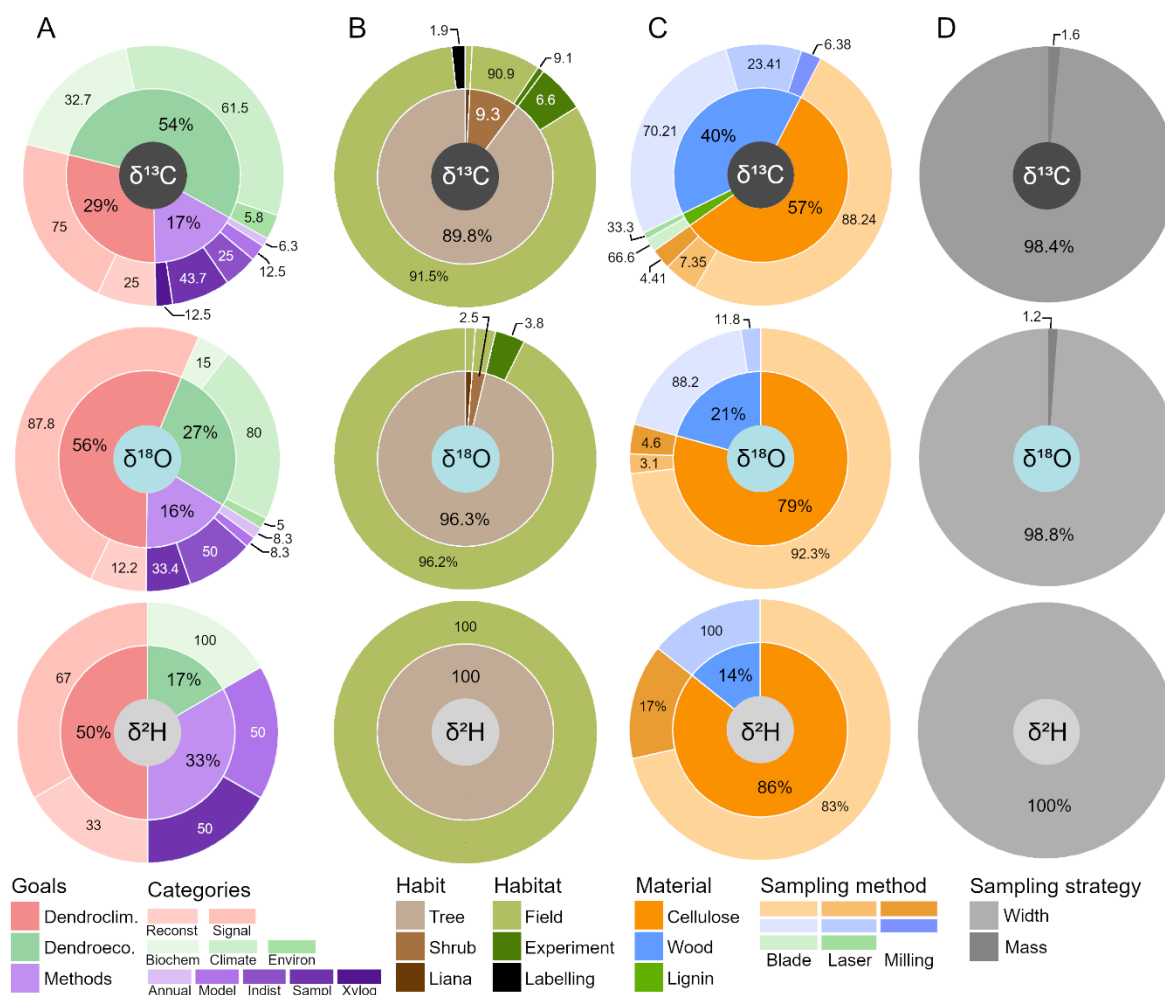 A
B
C
D
32.7
61.5
54%
δ¹³C
29%
17%
75
5.8
6.3
25
12.5
25
43.7
12.5
1.9
90.9
9.1
9.3
6.6
δ¹³C
89.8%
91.5%
23.41
6.38
70.21
40%
δ¹³C
57%
88.24
33.3
66.6
4.41
7.35
1.6
δ¹³C
98.4%
15
87.8
56%
27%
δ¹⁸O
80
16%
5
8.3
8.3
50
33.4
12.2
2.5
3.8
δ¹⁸O
96.3%
96.2%
11.8
88.2
21%
4.6
3.1
δ¹⁸O
79%
92.3%
1.2
δ¹⁸O
98.8%
100
67
17%
50%
δ²H
33%
50
33
50
100
100
δ²H
100
14%
17%
δ²H
86%
83%
δ²H
100%
Goals
Dendroclim.
Dendroeco.
Methods
Categories
Reconst Signal
Biochem Climate Environ
Annual Model Indist Sampl Xylog
Habit
Tree
Shrub
Liana
Habitat
Field
Experiment
Labelling
Material
Cellulose
Wood
Lignin
Sampling method
Blade Laser Milling
Sampling strategy
Width
Mass